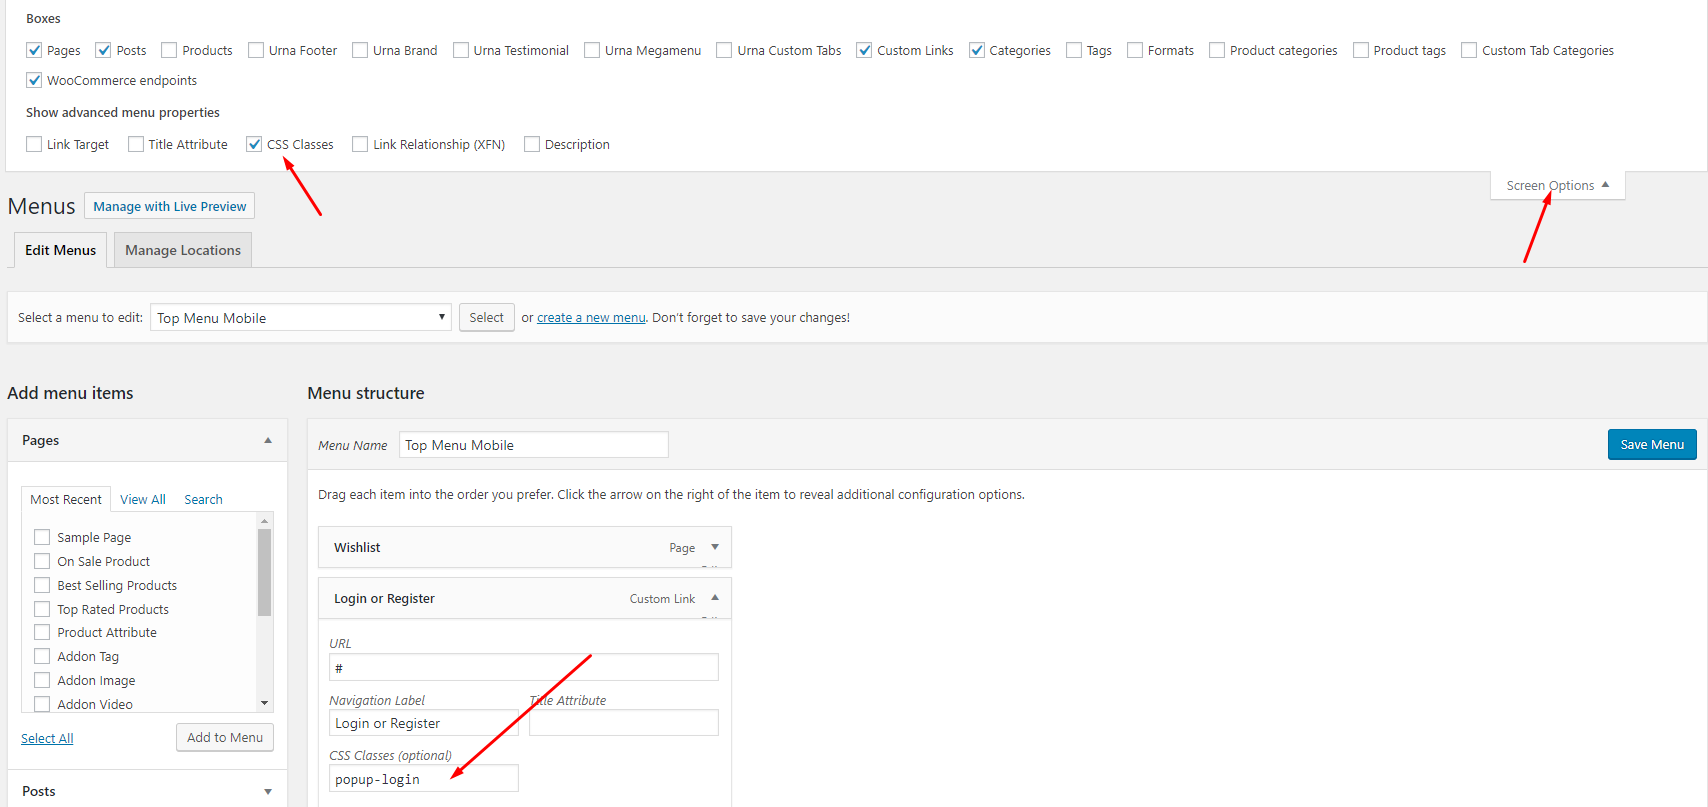 Boxes
Pages Posts Products Urna Footer Urna Brand Urna Testimonial Urna Megamenu Urna Custom Tabs Custom Links Categories Tags Formats Product categories Product tags Custom Tab Categories
WooCommerce endpoints
Show advanced menu properties
Link Target Title Attribute CSS Classes Link Relationship (XFN) Description
Screen Options
Menus Manage with Live Preview
Edit Menus Manage Locations
Select a menu to edit: Top Menu Mobile Select or create a new menu. Don't forget to save your changes!
Add menu items
Pages
Most Recent View All Search
Sample Page
On Sale Product
Best Selling Products
Top Rated Products
Product Attribute
Addon Tag
Addon Image
Addon Video
Select All Add to Menu
Posts
Menu structure
Menu Name Top Menu Mobile Save Menu
Drag each item into the order you prefer. Click the arrow on the right of the item to reveal additional configuration options.
Wishlist Page
Login or Register Custom Link
URL
#
Navigation Label Title Attribute
Login or Register
CSS Classes (optional)
popup-login